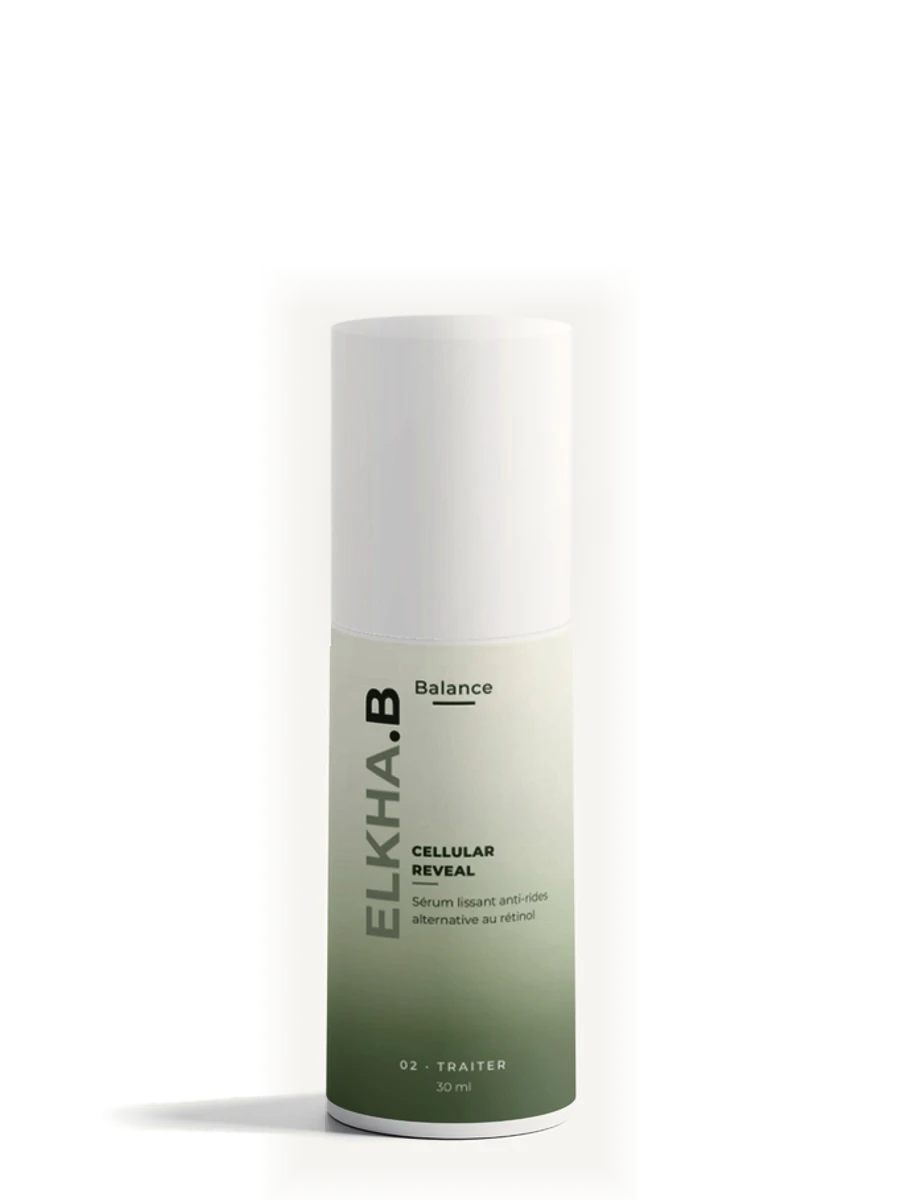 ELKHA.B
Balance
CELLULAR
REVEAL
Sérum lissant anti-rides
alternative au rétinol
02 · TRAITER
30 ml